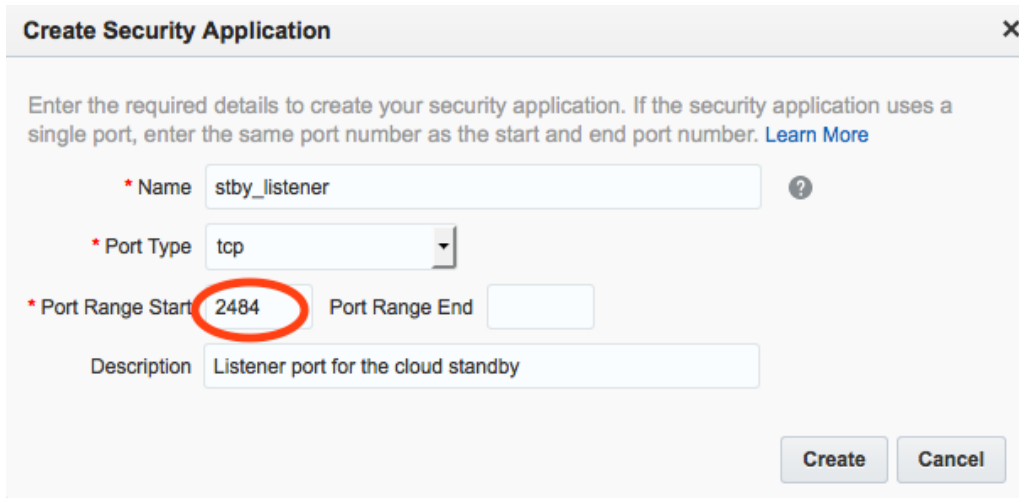 Create Security Application
Enter the required details to create your security application. If the security application uses a
single port, enter the same port number as the start and end port number. Learn More
* Name stby_listener ?
* Port Type tcp
* Port Range Start 2484 Port Range End
Description Listener port for the cloud standby
Create Cancel